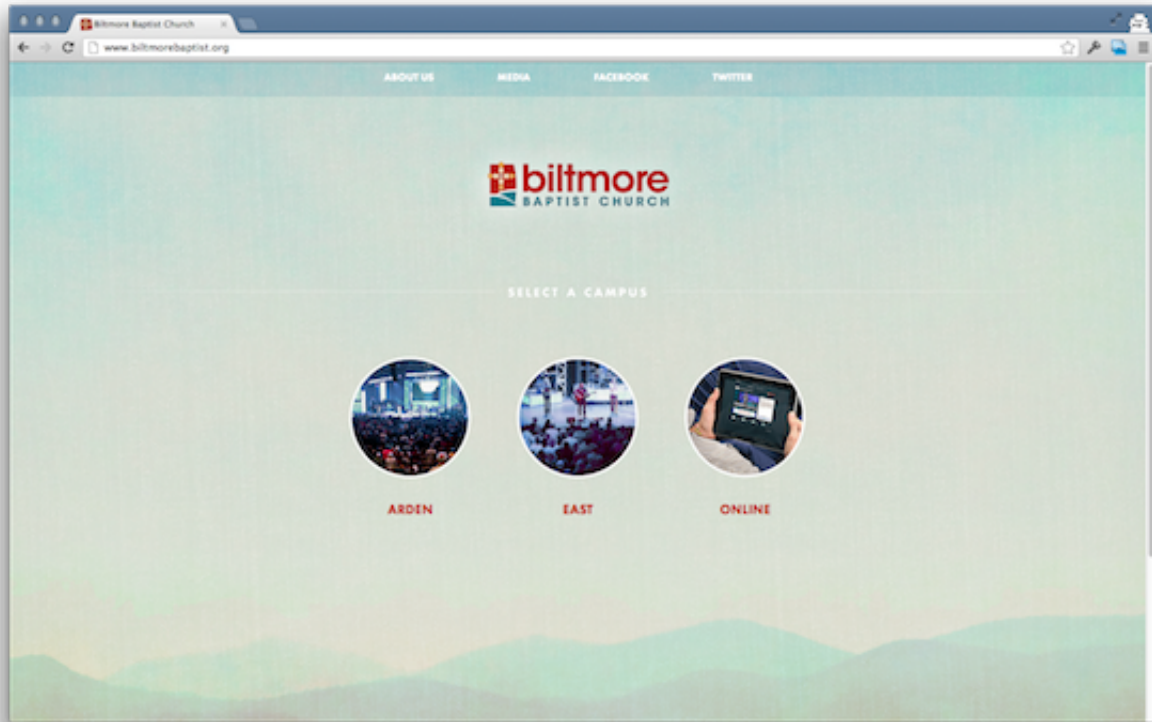 Biltmore Baptist Church
www.biltmorebaptist.org
ABOUT US MEDIA FACEBOOK TWITTER
biltmore
BAPTIST CHURCH
SELECT A CAMPUS
ARDEN EAST ONLINE